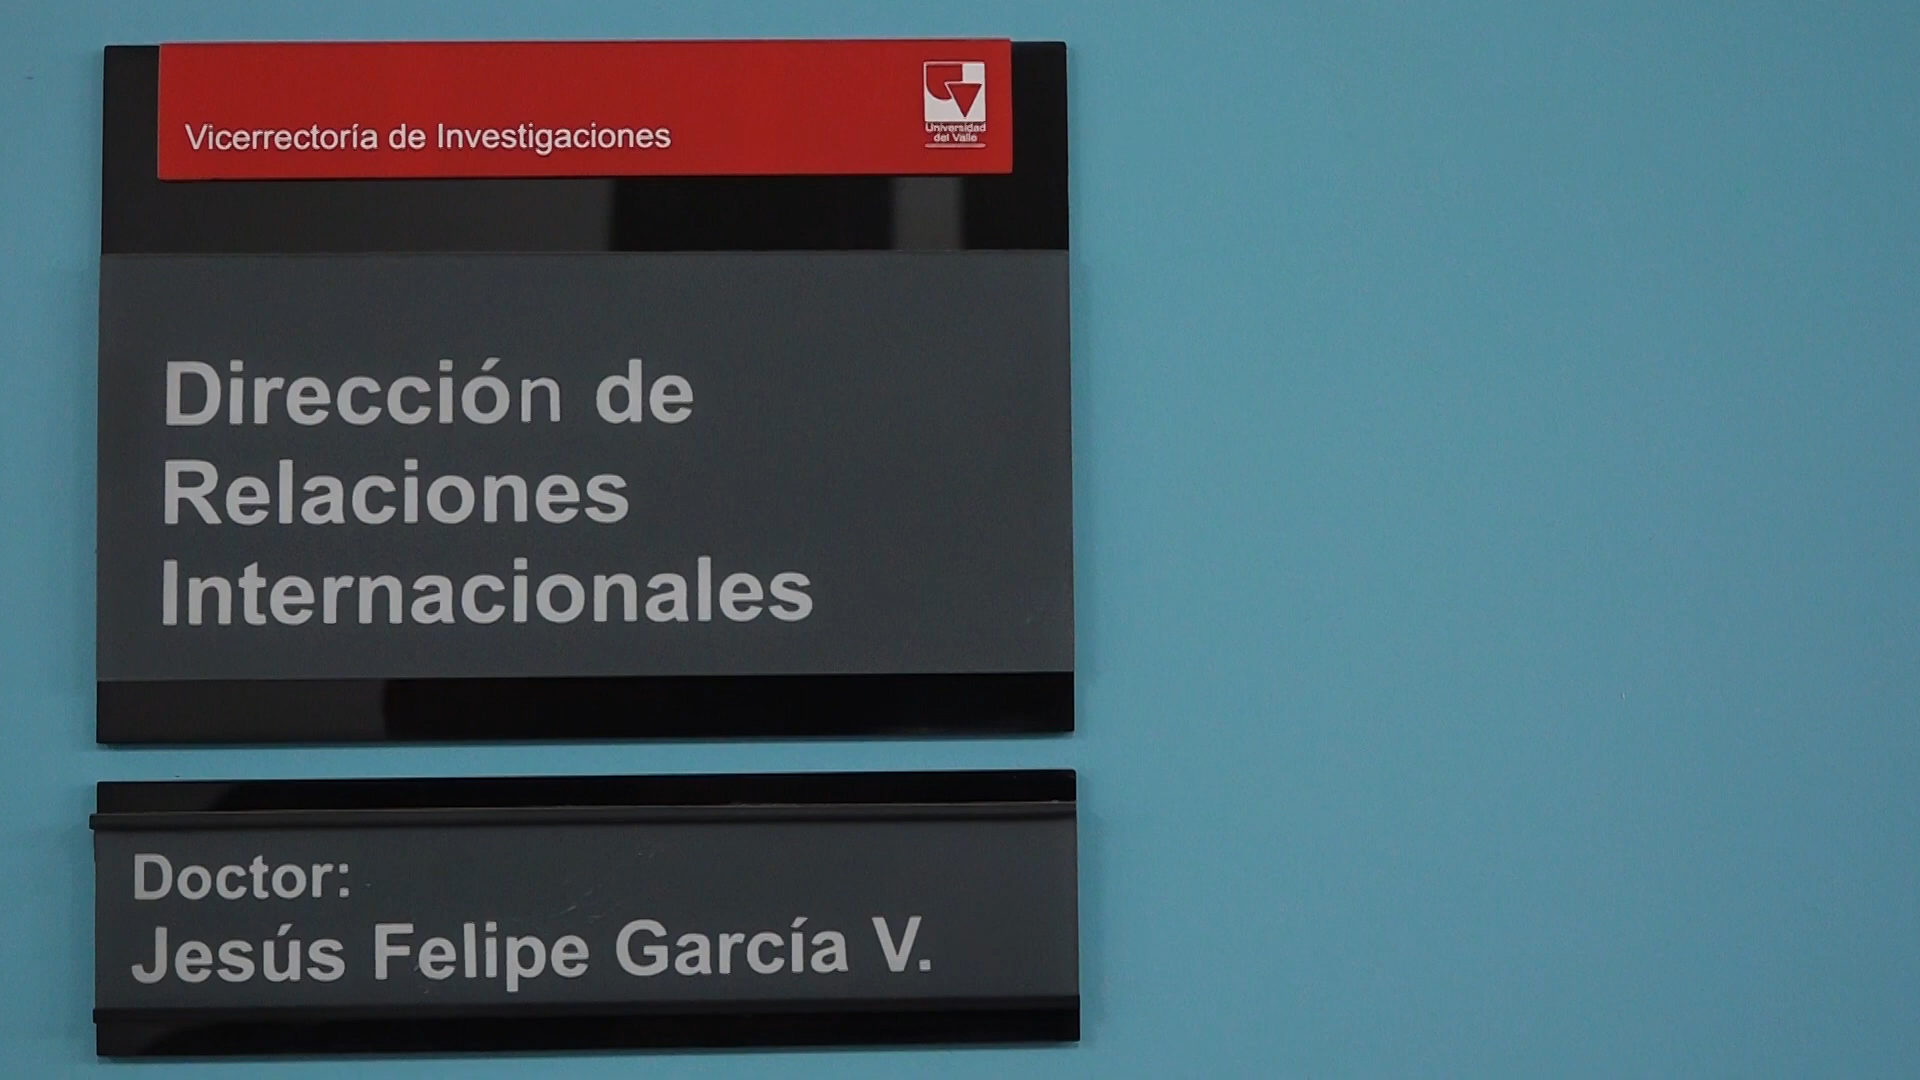 Vicerrectoría de Investigaciones
Universidad
del Valle
Dirección de
Relaciones
Internacionales
Doctor:
Jesús Felipe García V.